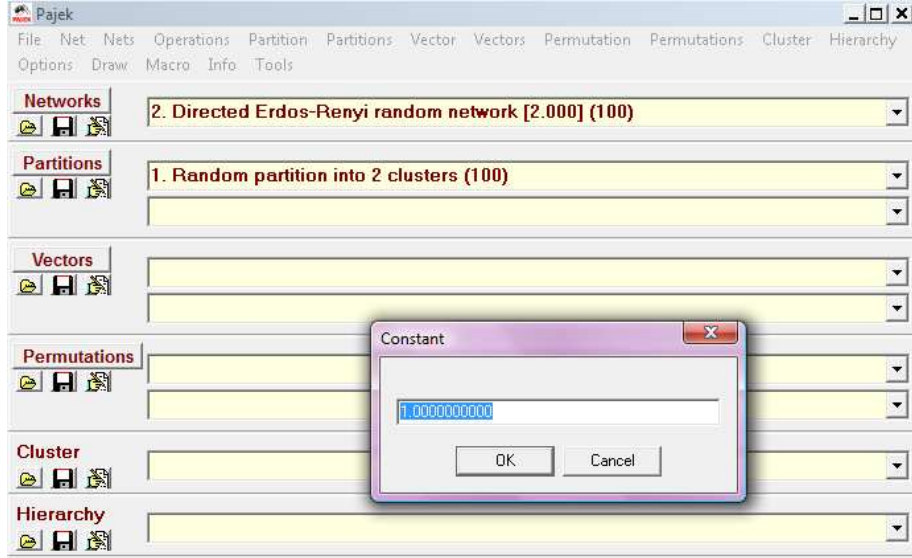 Pajek
File Net Nets Operations Partition Partitions Vector Vectors Permutation Permutations Cluster Hierarchy
Options Draw Macro Info Tools
Networks
2. Directed Erdos-Renyi random network [2.000] (100)
Partitions
1. Random partition into 2 clusters (100)
Vectors
Constant
Permutations
1.0000000000
OK Cancel
Cluster
Hierarchy